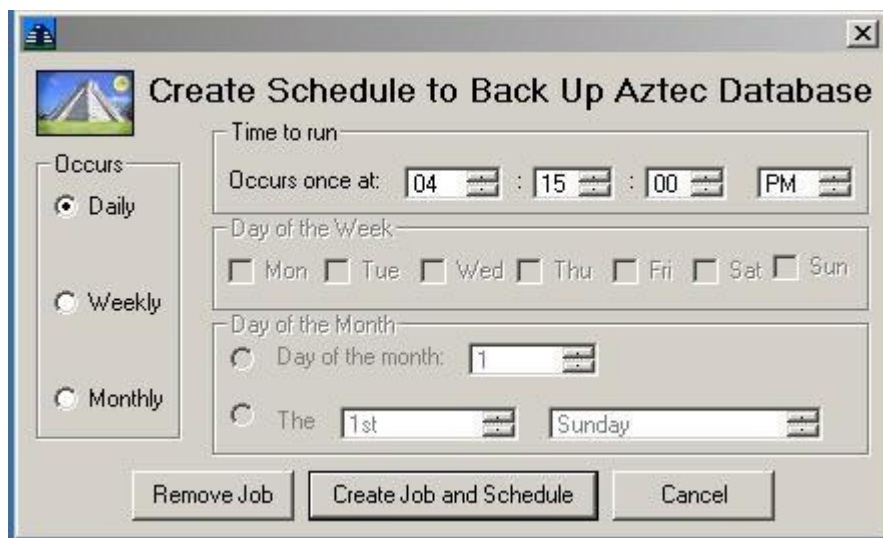 Create Schedule to Back Up Aztec Database
Occurs
Daily
Weekly
Monthly
Time to run
Occurs once at: 04 : 15 : 00 PM
Day of the Week
Mon Tue Wed Thu Fri Sat Sun
Day of the Month
Day of the month: 1
The 1st Sunday
Remove Job Create Job and Schedule Cancel